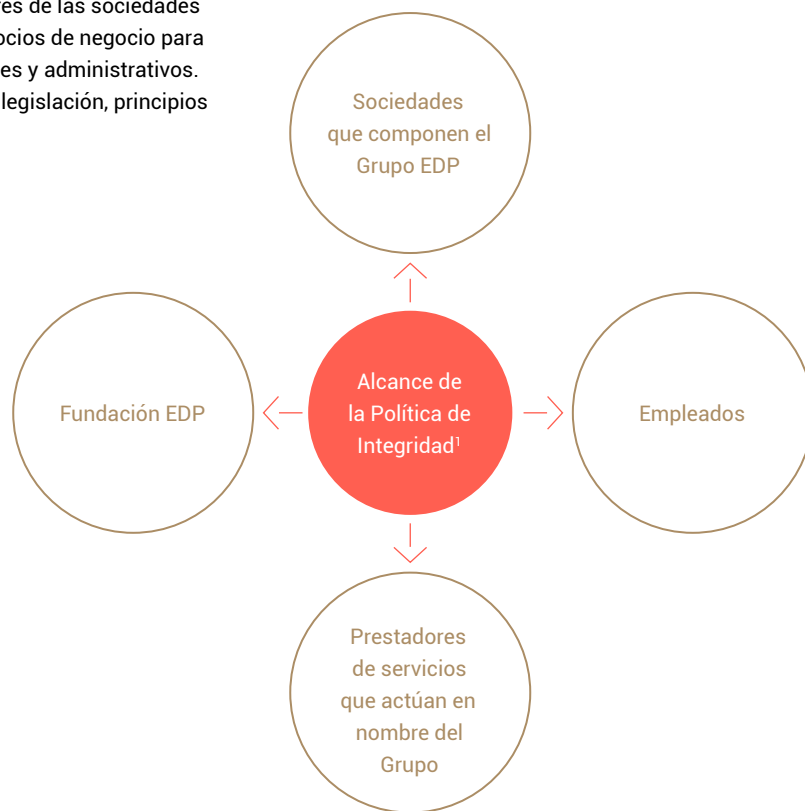 es de las sociedades
ocios de negocio para
es y administrativos.
legislación, principios
Sociedades
que componen el
Grupo EDP
Fundación EDP
Alcance de
la Política de
Integridad¹
Empleados
Prestadores
de servicios
que actúan en
nombre del
Grupo